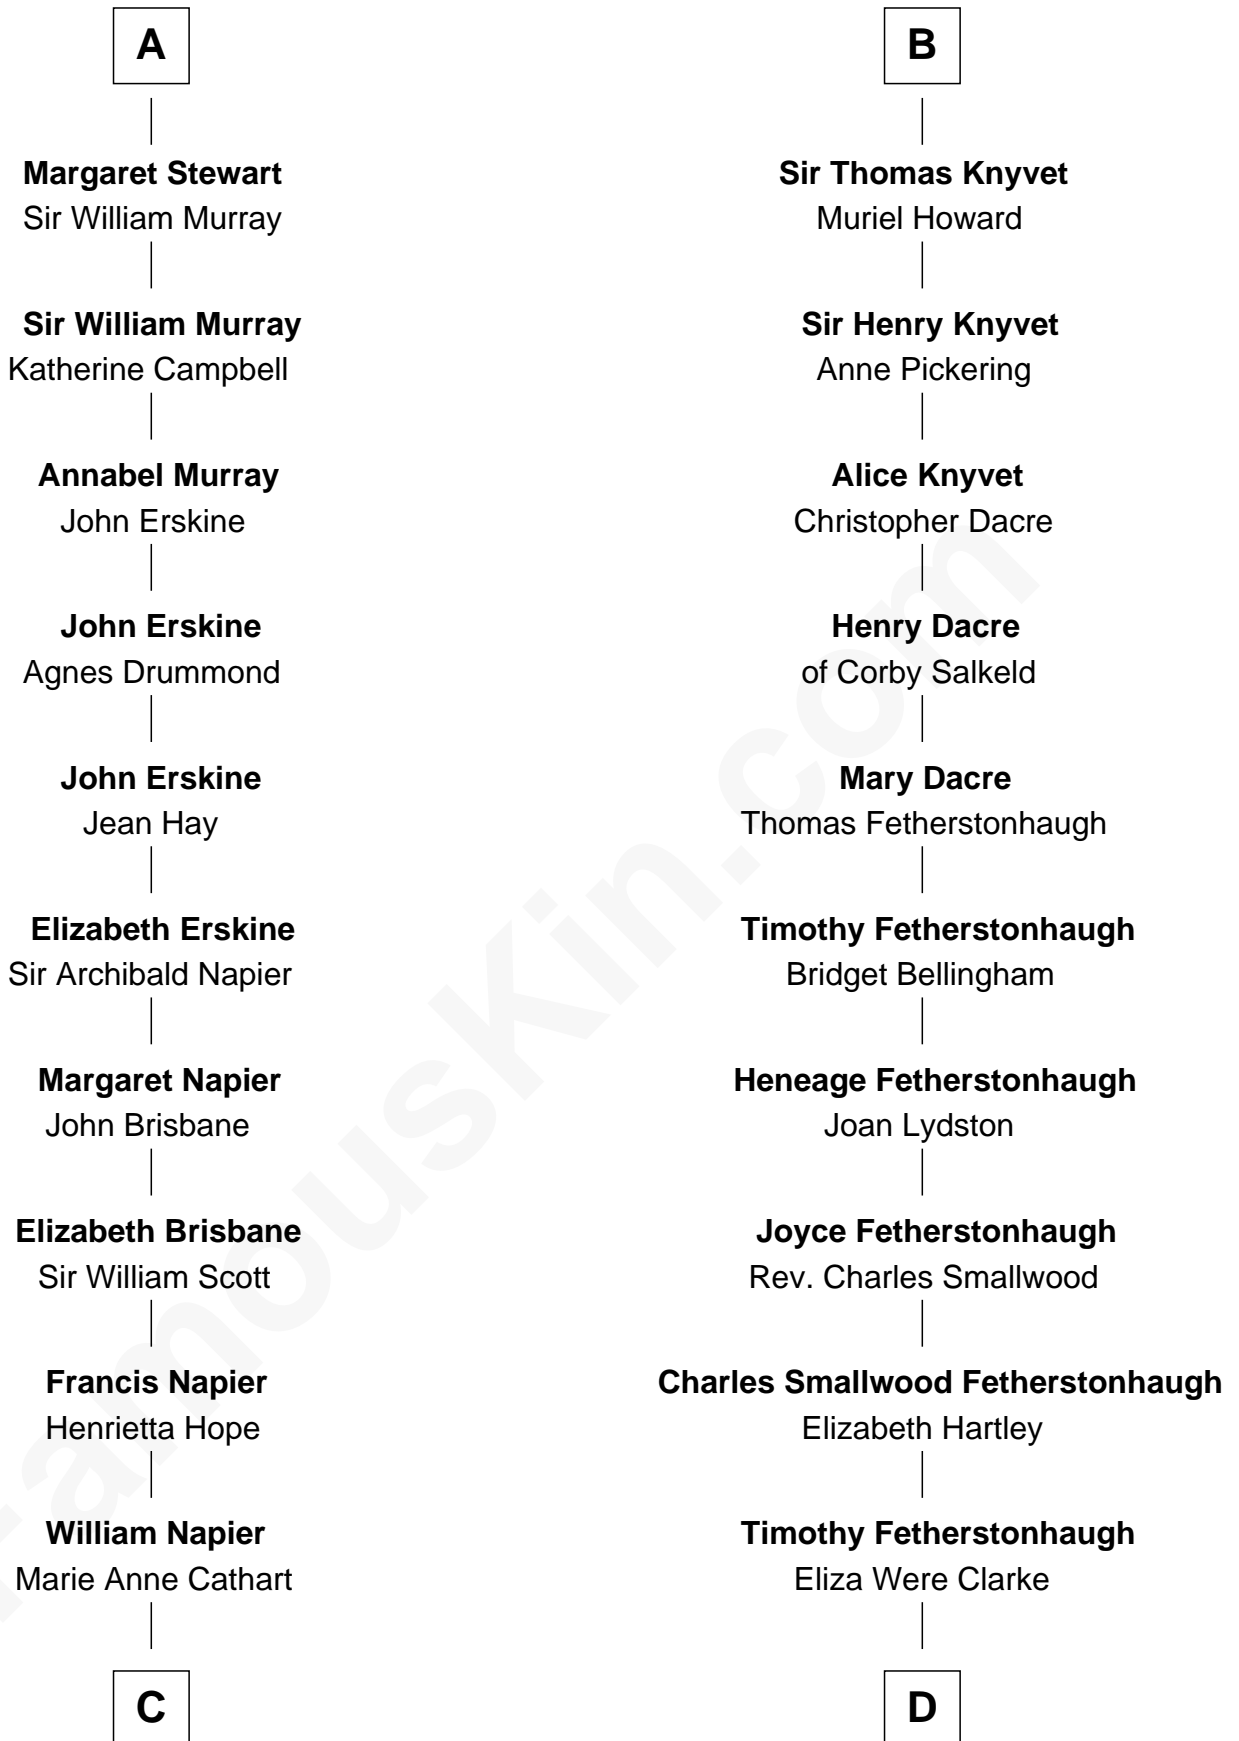 A
Margaret Stewart
Sir William Murray
Sir William Murray
Katherine Campbell
Annabel Murray
John Erskine
John Erskine
Agnes Drummond
John Erskine
Jean Hay
Elizabeth Erskine
Sir Archibald Napier
Margaret Napier
John Brisbane
Elizabeth Brisbane
Sir William Scott
Francis Napier
Henrietta Hope
William Napier
Marie Anne Cathart
C
B
Sir Thomas Knyvet
Muriel Howard
Sir Henry Knyvet
Anne Pickering
Alice Knyvet
Christopher Dacre
Henry Dacre
of Corby Salkeld
Mary Dacre
Thomas Fetherstonhaugh
Timothy Fetherstonhaugh
Bridget Bellingham
Heneage Fetherstonhaugh
Joan Lydston
Joyce Fetherstonhaugh
Rev. Charles Smallwood
Charles Smallwood Fetherstonhaugh
Elizabeth Hartley
Timothy Fetherstonhaugh
Eliza Were Clarke
D
FamousKin.com